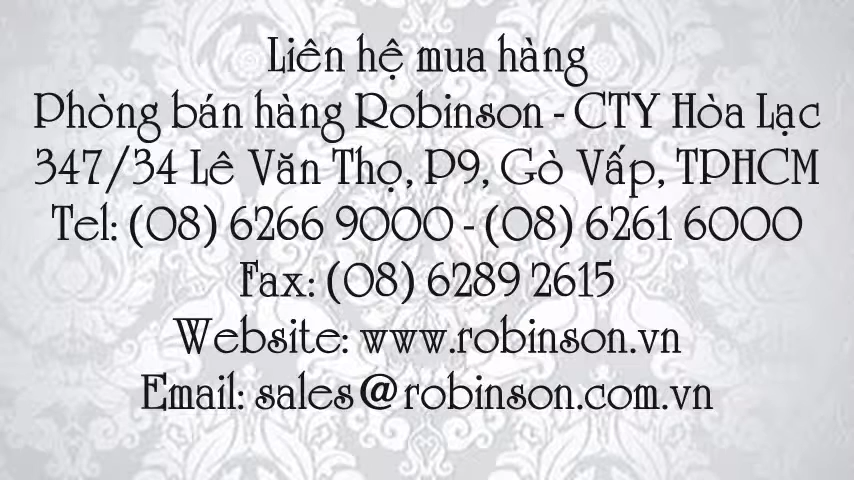 Liên hệ mua hàng
Phòng bán hàng Robinson - CTY Hòa Lạc
347/34 Lê Văn Thọ, P9, Gò Vấp, TPHCM
Tel: (08) 6266 9000 - (08) 6261 6000
Fax: (08) 6289 2615
Website: www.robinson.vn
Email: sales@robinson.com.vn